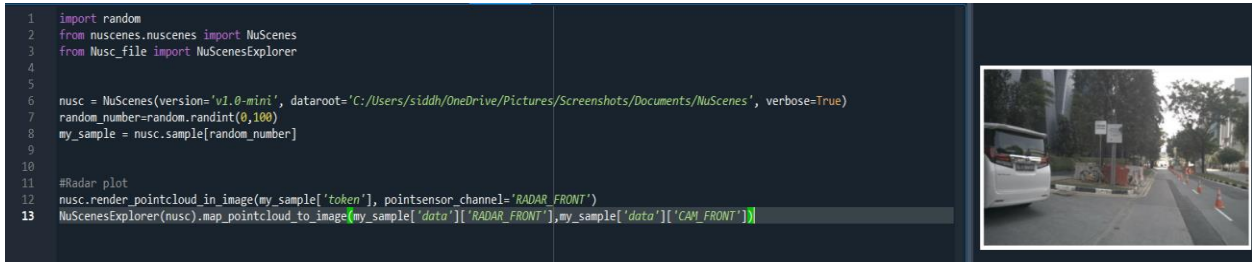 1 import random
2 from nuscenes.nuscenes import NuScenes
3 from Nusc_file import NuScenesExplorer
4
5
6 nusc = NuScenes(version='v1.0-mini', dataroot='C:/Users/siddh/OneDrive/Pictures/Screenshots/Documents/NuScenes', verbose=True)
7 random_number=random.randint(0,100)
8 my_sample = nusc.sample[random_number]
9
10
11 #Radar plot
12 nusc.render_pointcloud_in_image(my_sample['token'], pointsensor_channel='RADAR_FRONT')
13 NuScenesExplorer(nusc).map_pointcloud_to_image(my_sample['data']['RADAR_FRONT'],my_sample['data']['CAM_FRONT'])